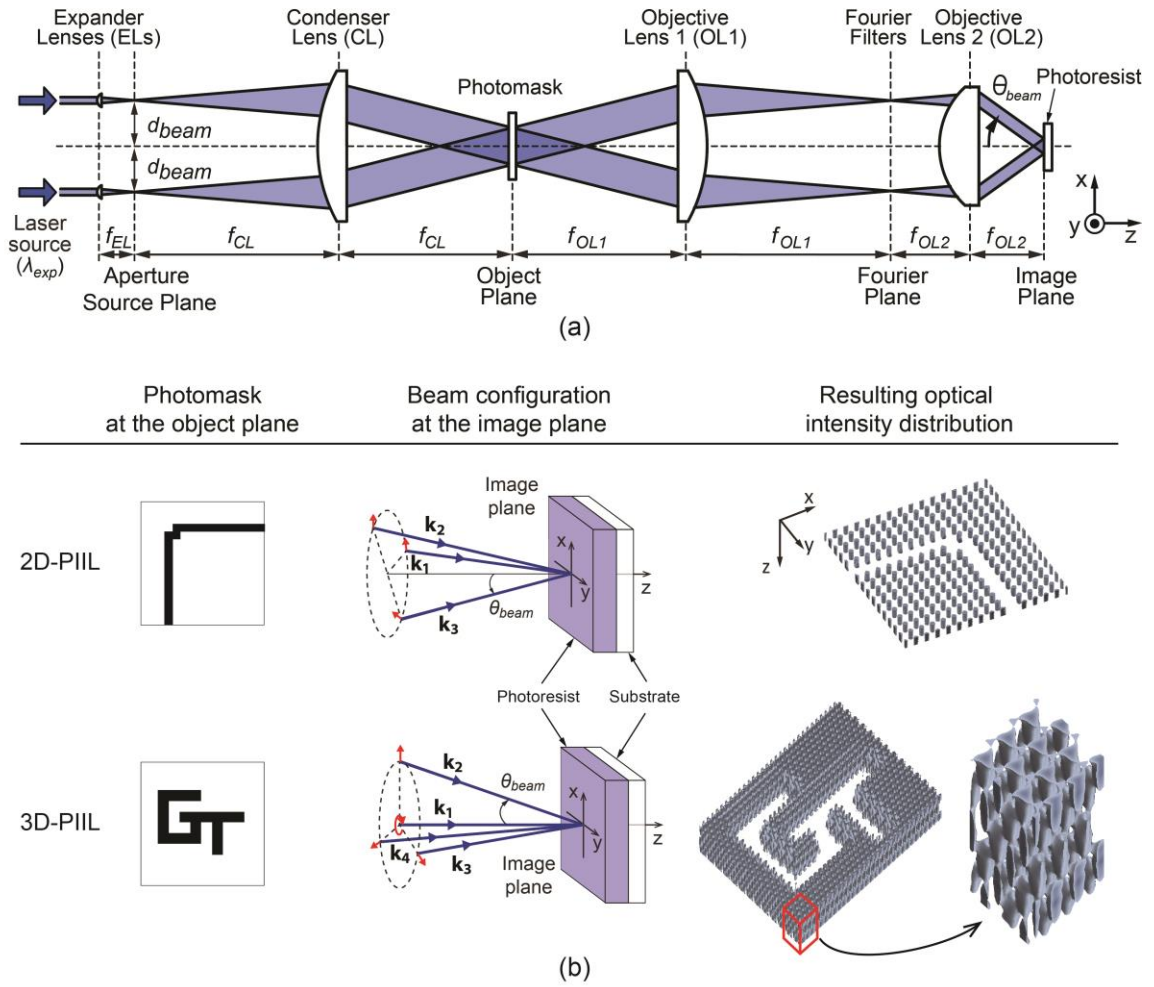 Expander
Lenses (ELs)
Condenser
Lens (CL)
Objective
Lens 1 (OL1)
Fourier
Filters
Objective
Lens 2 (OL2)
Photomask
Photoresist
θbeam
dbeam
dbeam
Laser
source
(λexp)
x
y
z
fEL
fCL
fCL
fOL1
fOL1
fOL2
fOL2
Aperture
Source Plane
Object
Plane
Fourier
Plane
Image
Plane
(a)
Photomask
at the object plane
Beam configuration
at the image plane
Resulting optical
intensity distribution
2D-PIIL
Image
plane
k2
k1
k3
x
y
z
θbeam
x
y
z
Photoresist
Substrate
3D-PIIL
GT
k2
θbeam
k1
k4
k3
x
y
z
Image
plane
GT
(b)